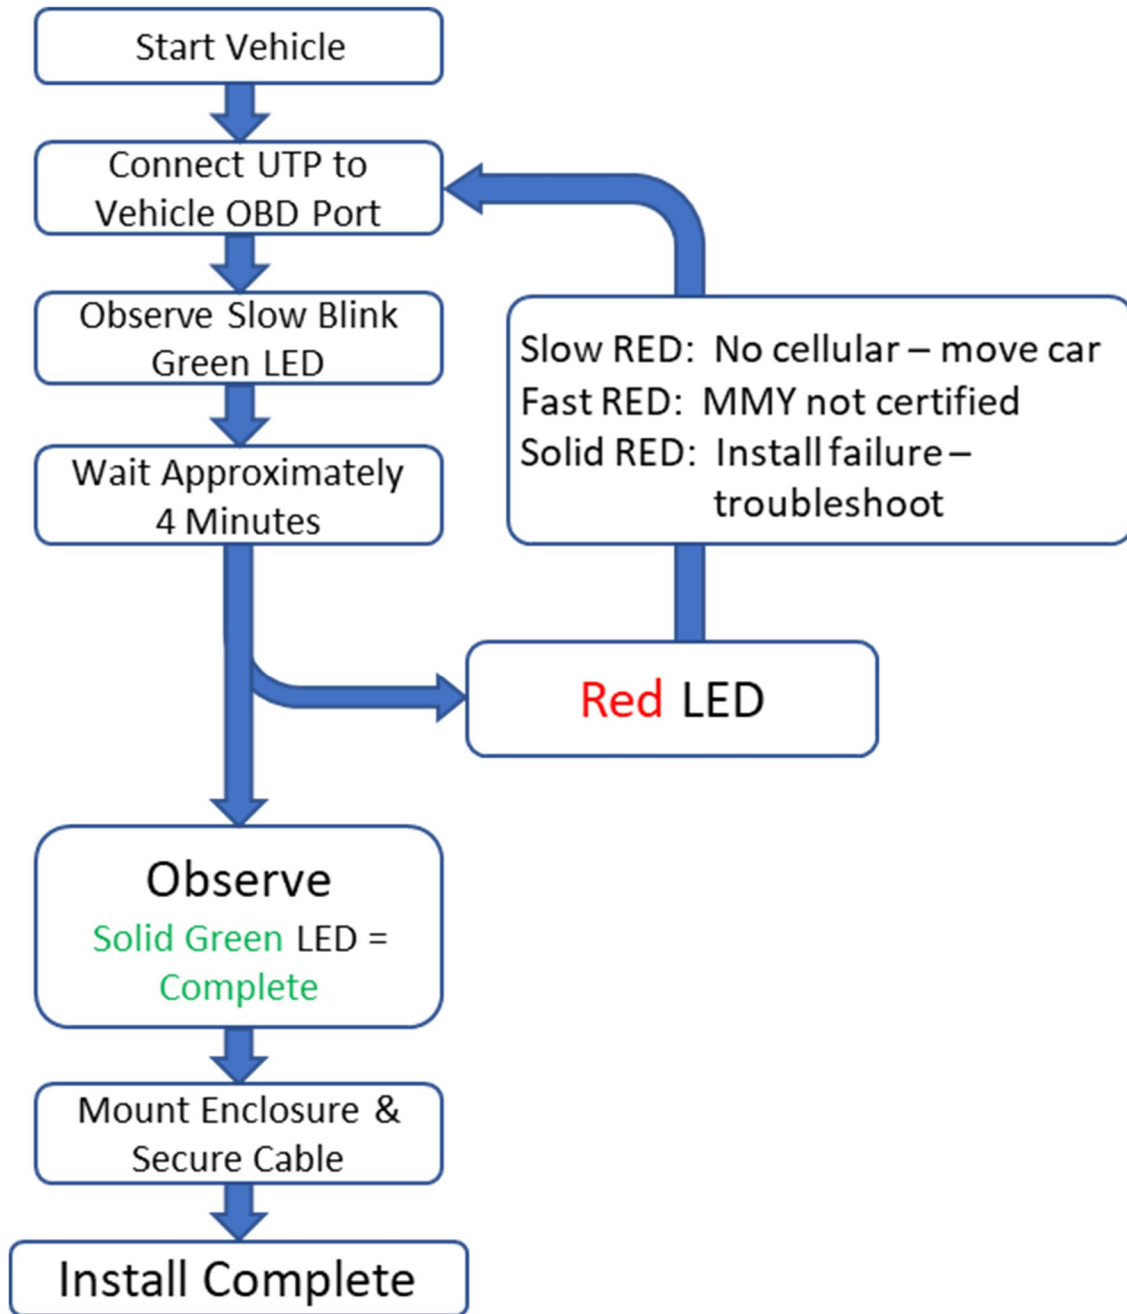 Start Vehicle
Connect UTP to
Vehicle OBD Port
Observe Slow Blink
Green LED
Wait Approximately
4 Minutes
Slow RED:  No cellular – move car
Fast RED:  MMY not certified
Solid RED:  Install failure –
troubleshoot
Red LED
Observe
Solid Green LED =
Complete
Mount Enclosure &
Secure Cable
Install Complete